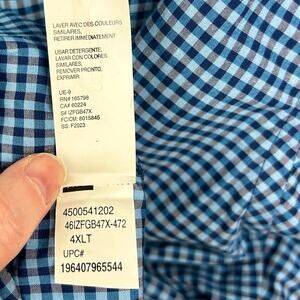 LAVER AVEC DES COULEURS
SIMILAIRES,
RETIRER IMMÉDIATEMENT
USAR DETERGENTE,
LAVAR CON COLORES
SIMILARES,
REMOVER PRONTO.
EXPRIMIR
UE-9
RN#165798
CA# 60224
S# IZFGB47X
FC/CM: 8015845
SS: F2023
4500541202
46IZFGB47X-472
4XLT
UPC#
196407965544